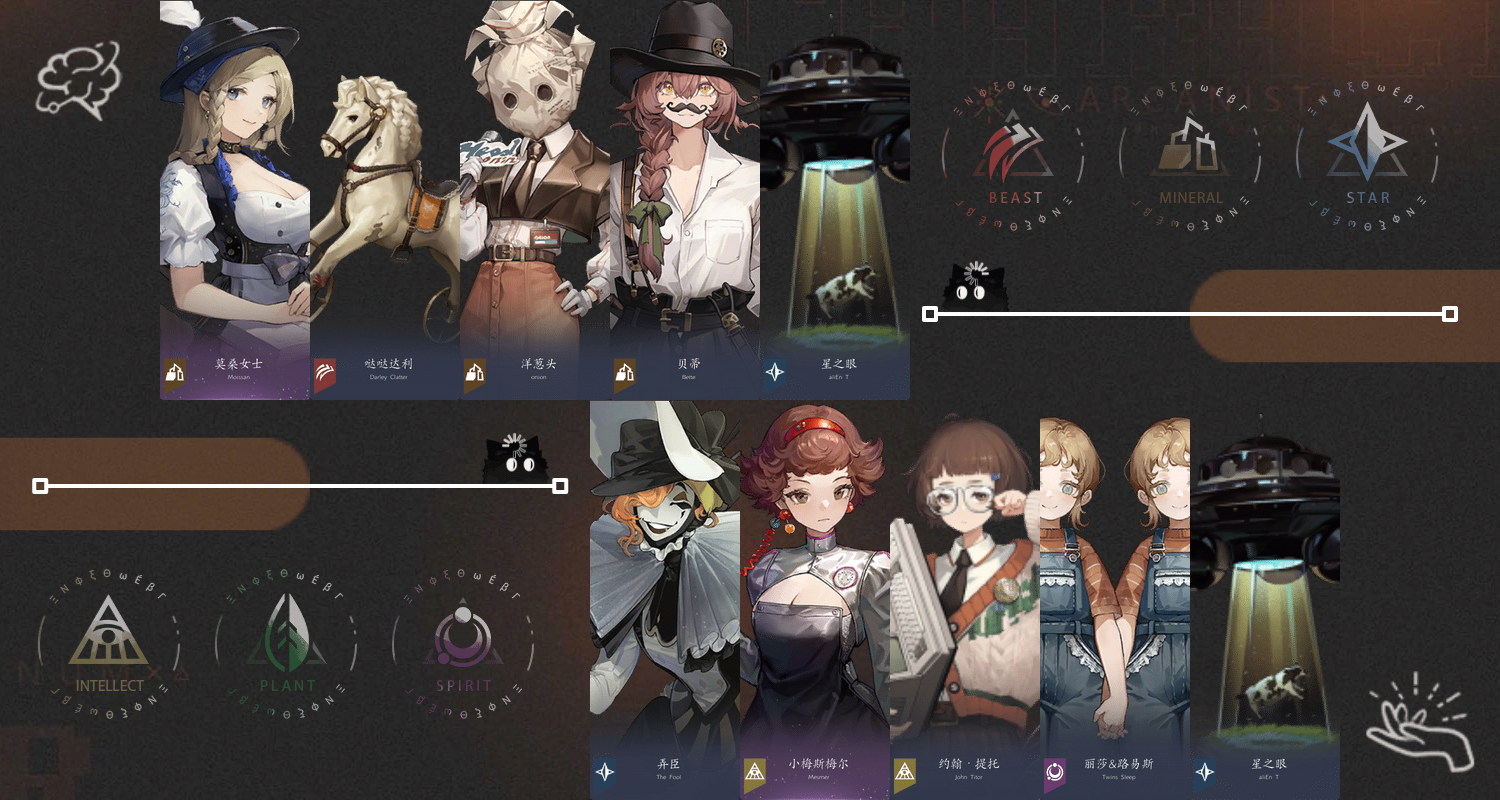 ARCANIST
BEAST
MINERAL
STAR
莫桑女士
Moissan
哒哒达利
Darley Clatter
洋葱头
onion
贝蒂
Bette
星之眼
aliEn T
INTELLECT
PLANT
SPIRIT
弄臣
The Fool
小梅斯梅尔
Mesmer
约翰·提托
John Titor
丽莎&路易斯
Twins Sleep
星之眼
aliEn T